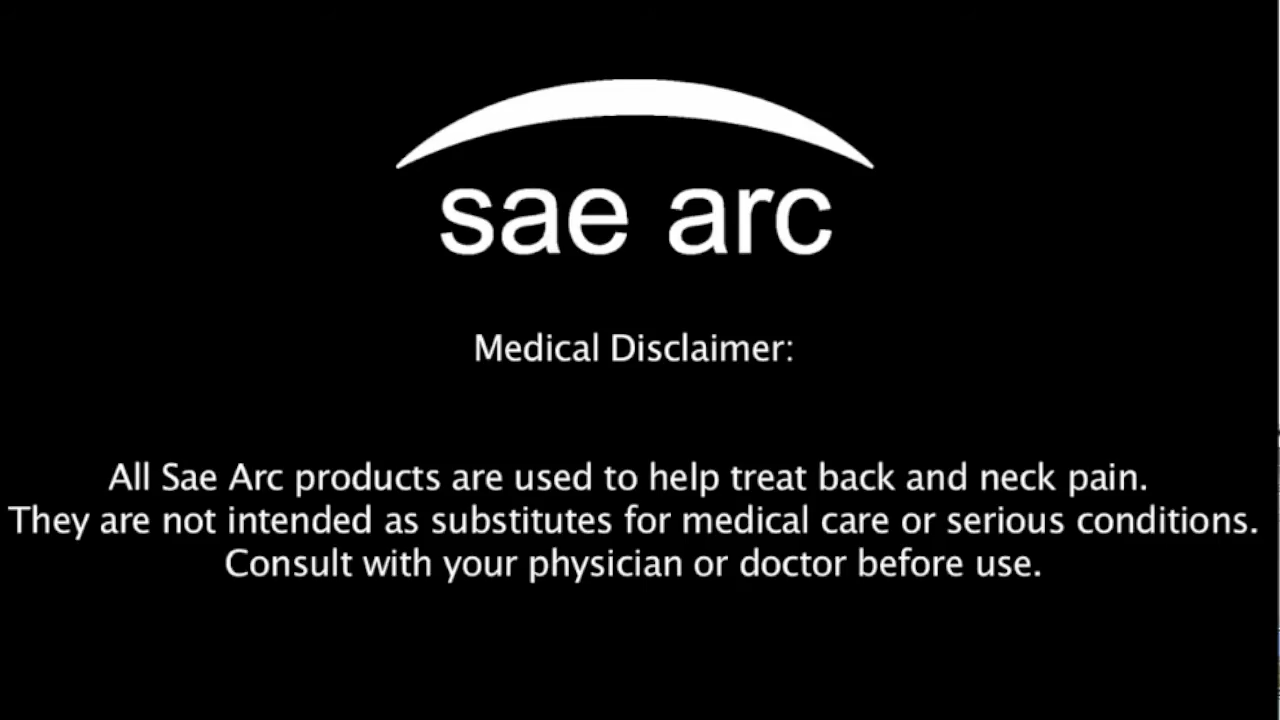 sae arc
Medical Disclaimer:
All Sae Arc products are used to help treat back and neck pain.
They are not intended as substitutes for medical care or serious conditions.
Consult with your physician or doctor before use.